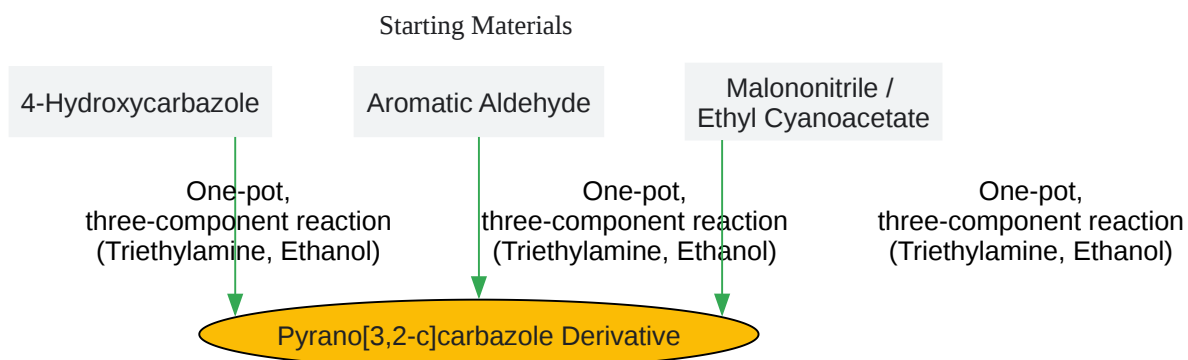 Starting Materials
4-Hydroxycarbazole
Aromatic Aldehyde
Malononitrile /
Ethyl Cyanoacetate
One-pot,
three-component reaction
(Triethylamine, Ethanol)
One-pot,
three-component reaction
(Triethylamine, Ethanol)
One-pot,
three-component reaction
(Triethylamine, Ethanol)
Pyrano[3,2-c]carbazole Derivative